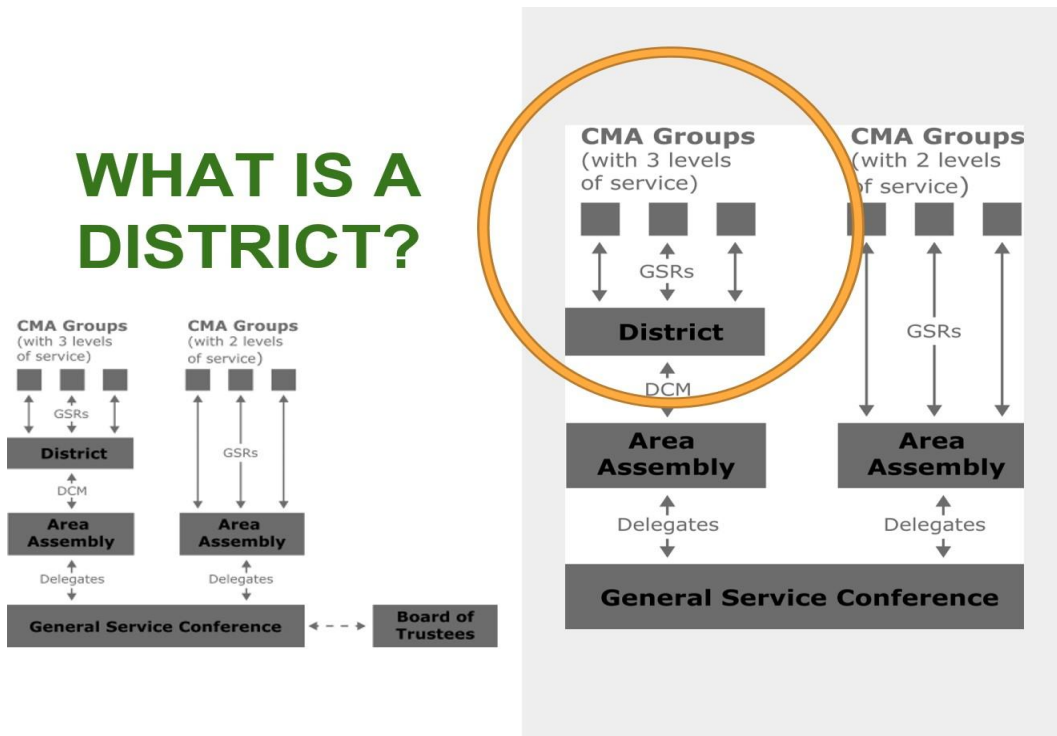 WHAT IS A
DISTRICT?
CMA Groups
(with 3 levels
of service)
GSRs
District
DCM
Area
Assembly
Delegates
CMA Groups
(with 2 levels
of service)
GSRs
Area
Assembly
Delegates
General Service Conference
Board of
Trustees
CMA Groups
(with 3 levels
of service)
GSRs
District
DCM
Area
Assembly
Delegates
CMA Groups
(with 2 levels
of service)
GSRs
Area
Assembly
Delegates
General Service Conference